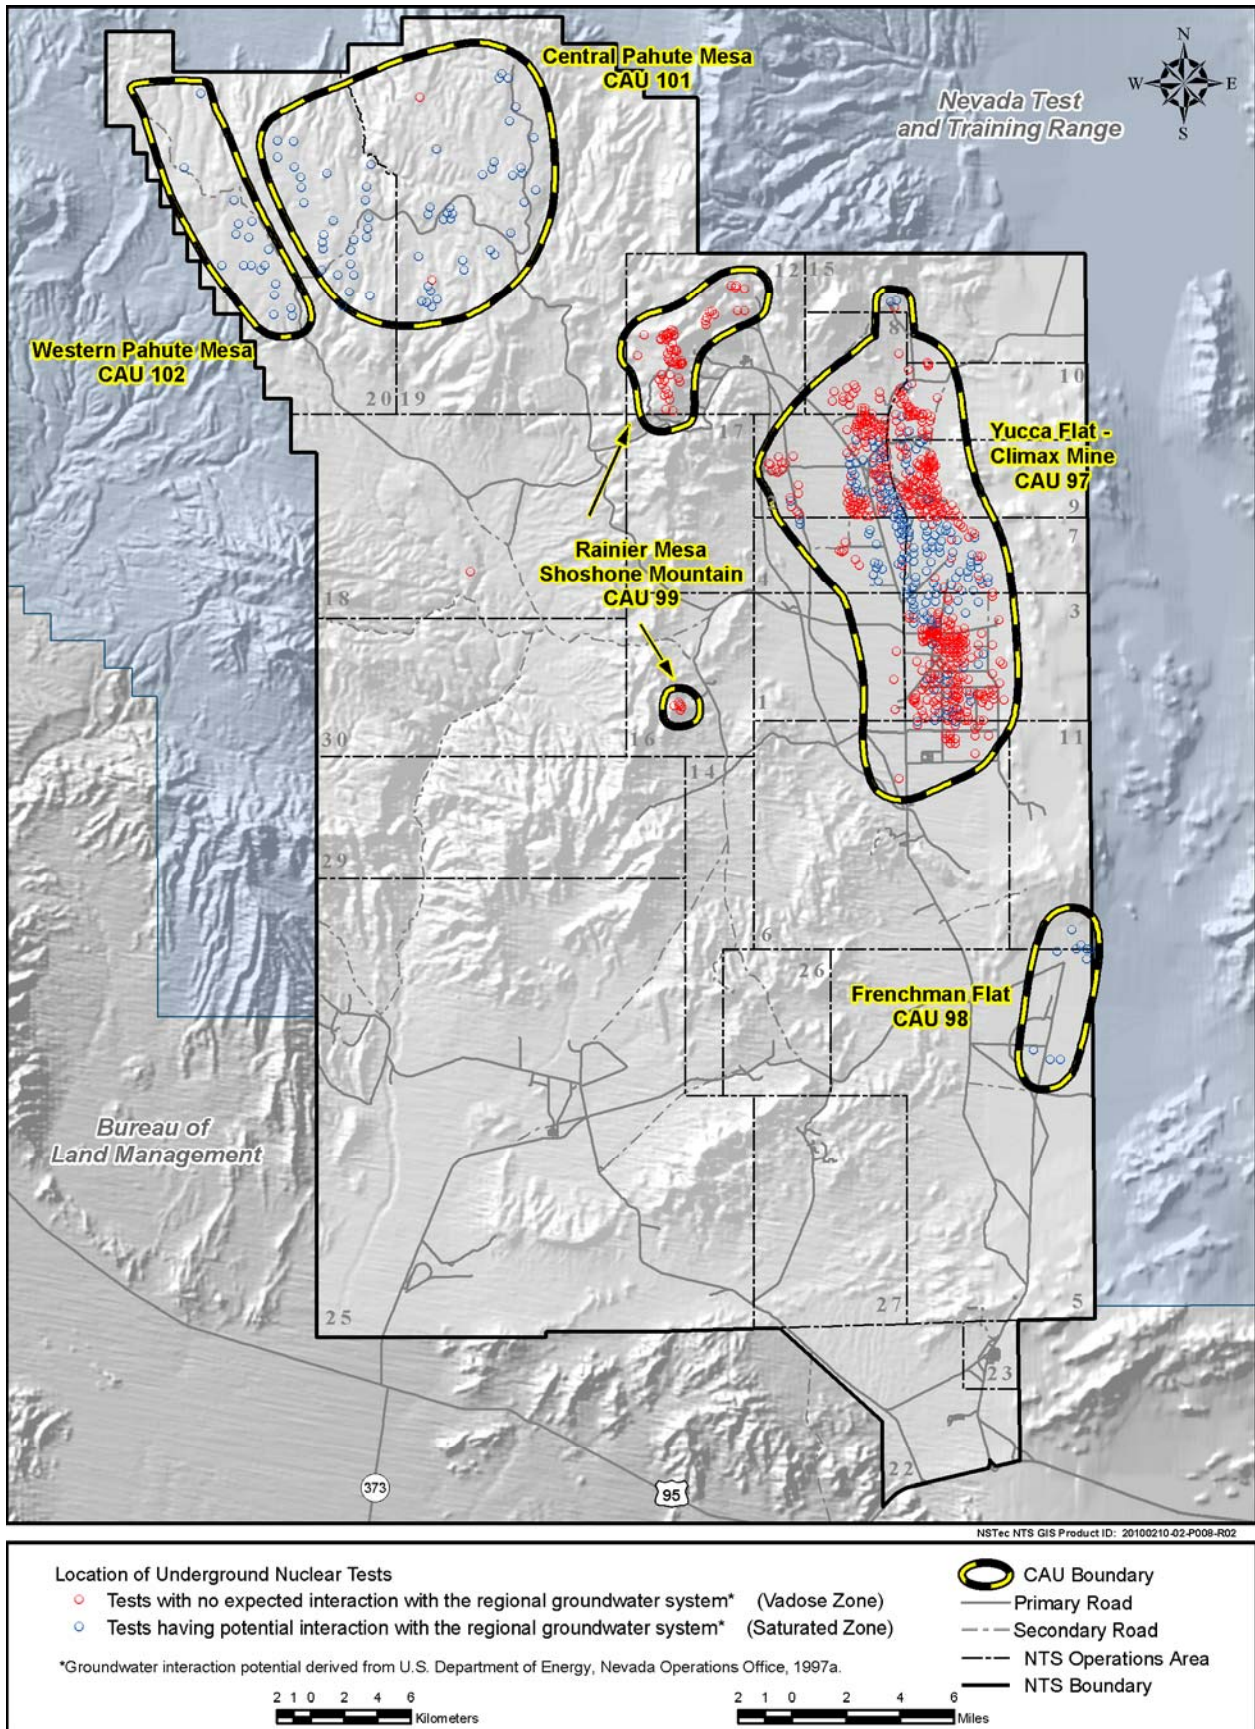 Central Pahute Mesa
CAU 101
N
W E
S
Nevada Test
and Training Range
12
15
8
Western Pahute Mesa
CAU 102
10
20
19
17
Yucca Flat -
Climax Mine
CAU 97
2
9
7
Rainier Mesa
Shoshone Mountain
CAU 99
4
18
3
1
30
16
11
14
29
6
26
Frenchman Flat
CAU 98
Bureau of
Land Management
25
27
5
23
22
373
95
NSTec NTS GIS Product ID: 20100210-02-P008-R02
Location of Underground Nuclear Tests
Tests with no expected interaction with the regional groundwater system* (Vadose Zone)
Tests having potential interaction with the regional groundwater system* (Saturated Zone)
*Groundwater interaction potential derived from U.S. Department of Energy, Nevada Operations Office, 1997a.
CAU Boundary
Primary Road
Secondary Road
NTS Operations Area
NTS Boundary
2 1 0 2 4 6
Kilometers
2 1 0 2 4 6
Miles